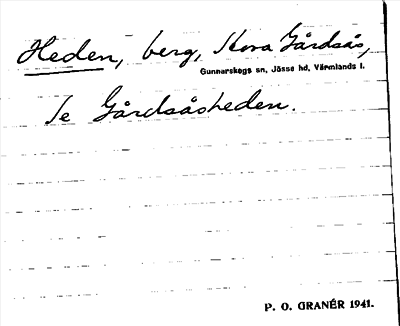 Heden, berg, Stora Gårdsås,
Gunnarskogs sn, Jösse hd, Värmlands l.
Se Gårdsåsheden.
P. O. GRANÉR 1941.